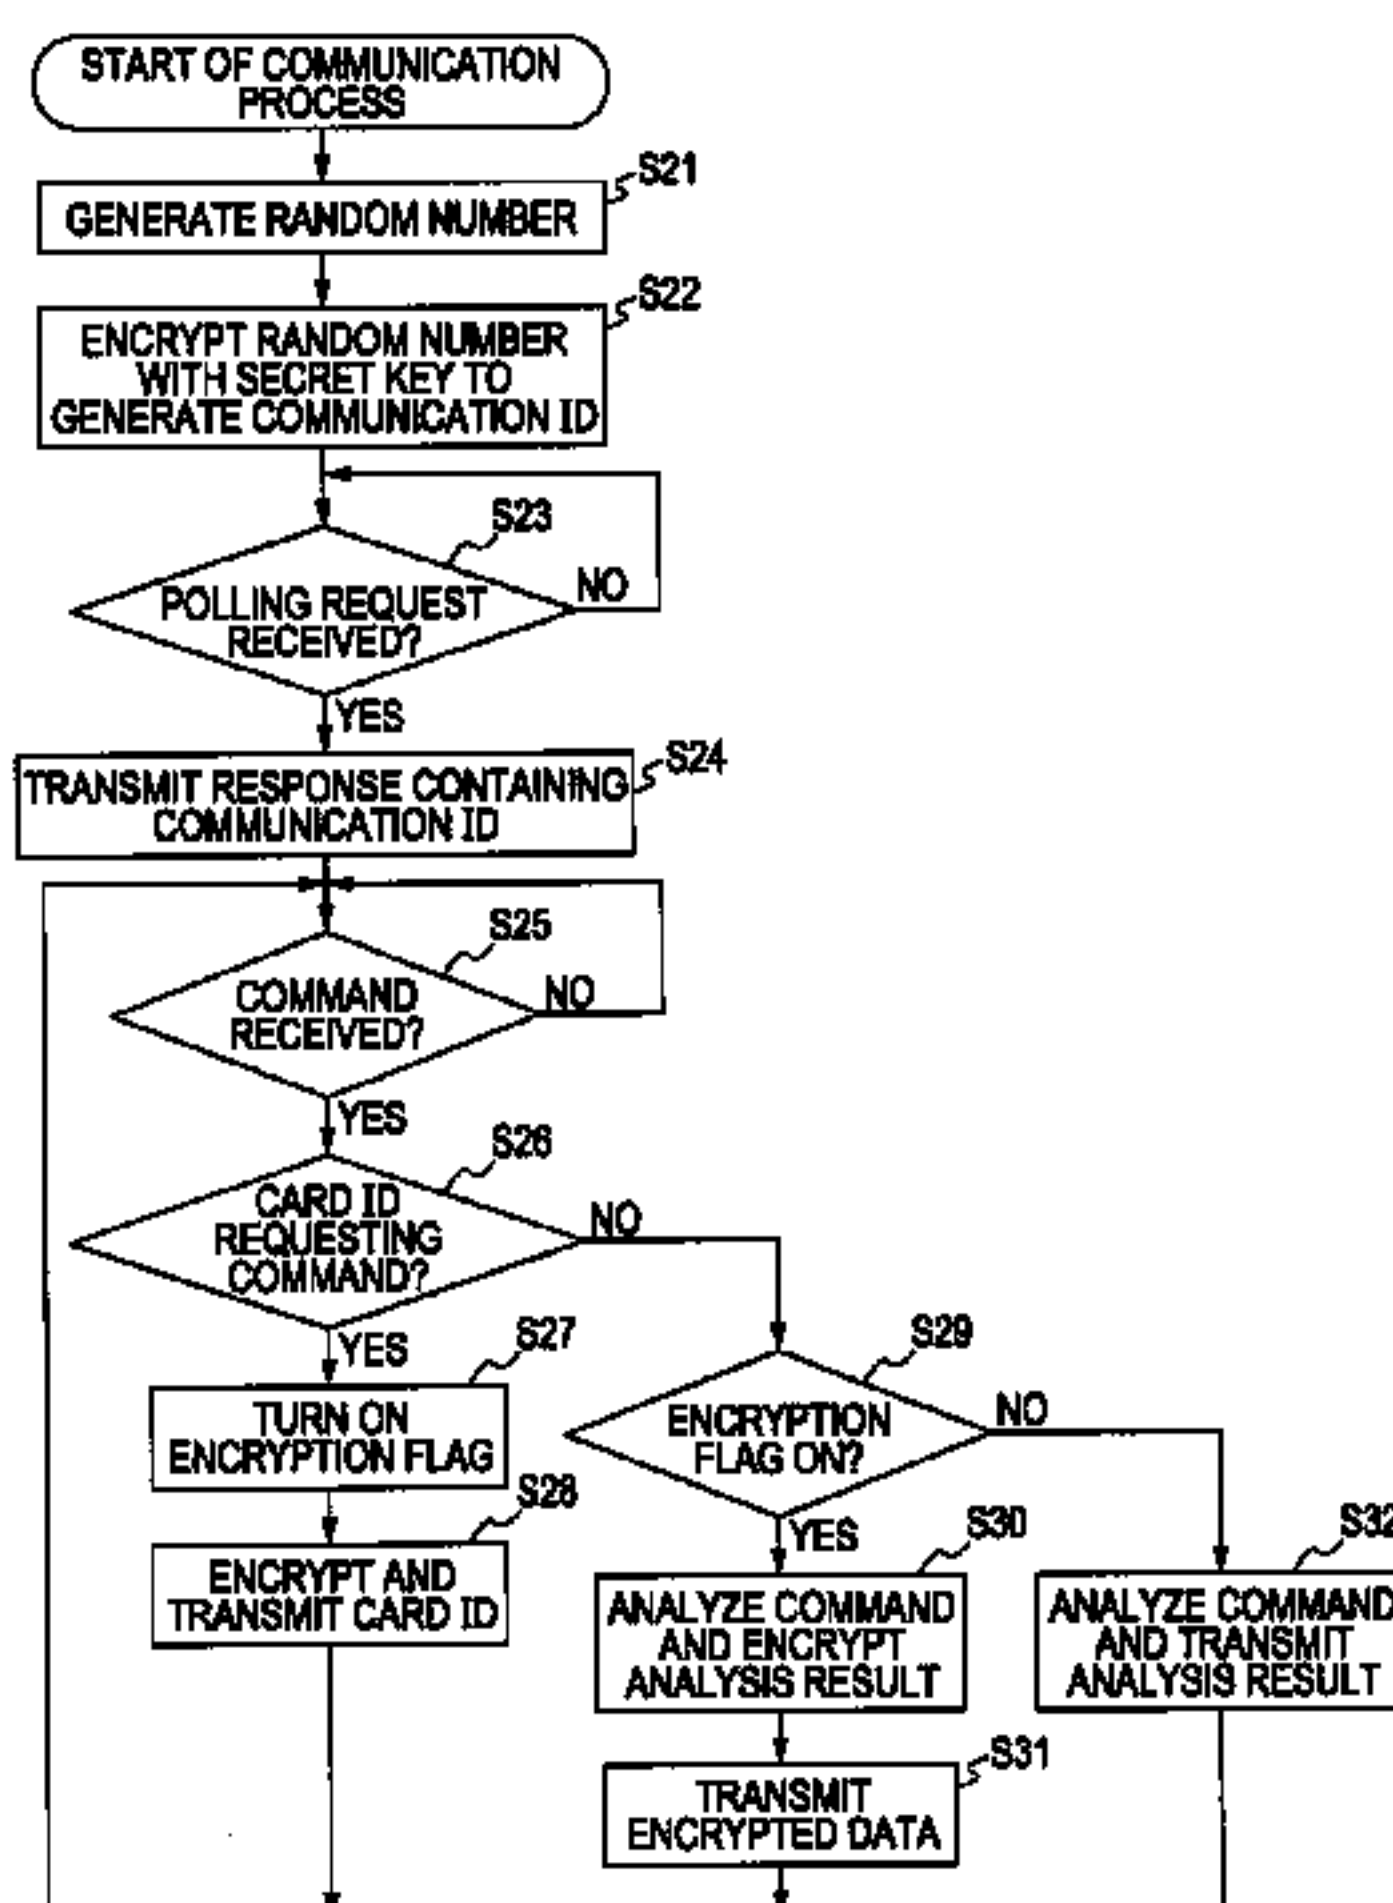 START OF COMMUNICATION
PROCESS
S21
GENERATE RANDOM NUMBER
S22
ENCRYPT RANDOM NUMBER
WITH SECRET KEY TO
GENERATE COMMUNICATION ID
S23
POLLING REQUEST
RECEIVED?
NO
YES
S24
TRANSMIT RESPONSE CONTAINING
COMMUNICATION ID
S25
COMMAND
RECEIVED?
NO
YES
S26
CARD ID
REQUESTING
COMMAND?
NO
YES
S27
TURN ON
ENCRYPTION FLAG
S28
ENCRYPT AND
TRANSMIT CARD ID
S29
ENCRYPTION
FLAG ON?
NO
YES
S30
ANALYZE COMMAND
AND ENCRYPT
ANALYSIS RESULT
S31
TRANSMIT
ENCRYPTED DATA
S32
ANALYZE COMMAND
AND TRANSMIT
ANALYSIS RESULT